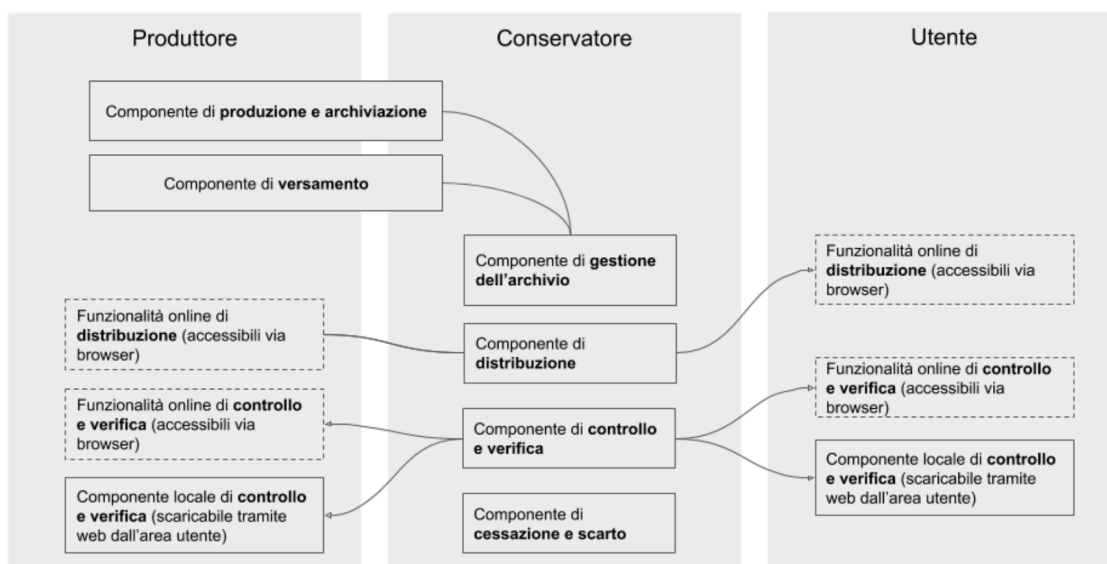 Produttore
Componente di produzione e archiviazione
Componente di versamento
Funzionalità online di
distribuzione (accessibili via
browser)
Funzionalità online di controllo
e verifica (accessibili via
browser)
Componente locale di controllo
e verifica (scaricabile tramite
web dall'area utente)
Conservatore
Componente di gestione
dell'archivio
Componente di
distribuzione
Componente di controllo
e verifica
Componente di
cessazione e scarto
Utente
Funzionalità online di
distribuzione (accessibili via
browser)
Funzionalità online di controllo
e verifica (accessibili via
browser)
Componente locale di controllo
e verifica (scaricabile tramite
web dall'area utente)